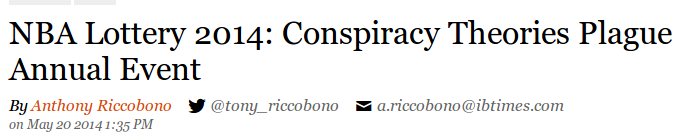 NBA Lottery 2014: Conspiracy Theories Plague
Annual Event
By Anthony Riccobono @tony_riccobono a.riccobono@ibtimes.com
on May 20 2014 1:35 PM